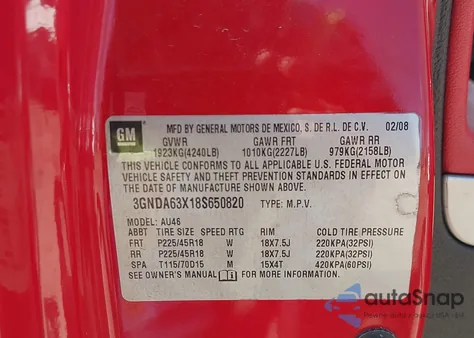 GM MFD BY GENERAL MOTORS DE MEXICO, S. DE R.L. DE C.V. 02/08
GVWR GAWR FRT GAWR RR
1923KG(4240LB) 1010KG(2227LB) 979KG(2158LB)
THIS VEHICLE CONFORMS TO ALL APPLICABLE U.S. FEDERAL MOTOR
VEHICLE SAFETY AND THEFT PREVENTION STANDARDS IN EFFECT ON
THE DATE OF MANUFACTURE SHOWN ABOVE.
3GNDA63X18S650820 TYPE: M.P.V.
MODEL: AU46
ABBT TIRE SIZE SPEED RTG RIM COLD TIRE PRESSURE
FRT P225/45R18 W 18X7.5J 220KPA(32PSI)
RR P225/45R18 W 18X7.5J 220KPA(32PSI)
SPA T115/70D15 M 15X4T 420KPA(60PSI)
SEE OWNER'S MANUAL FOR MORE INFORMATION
autoSnap